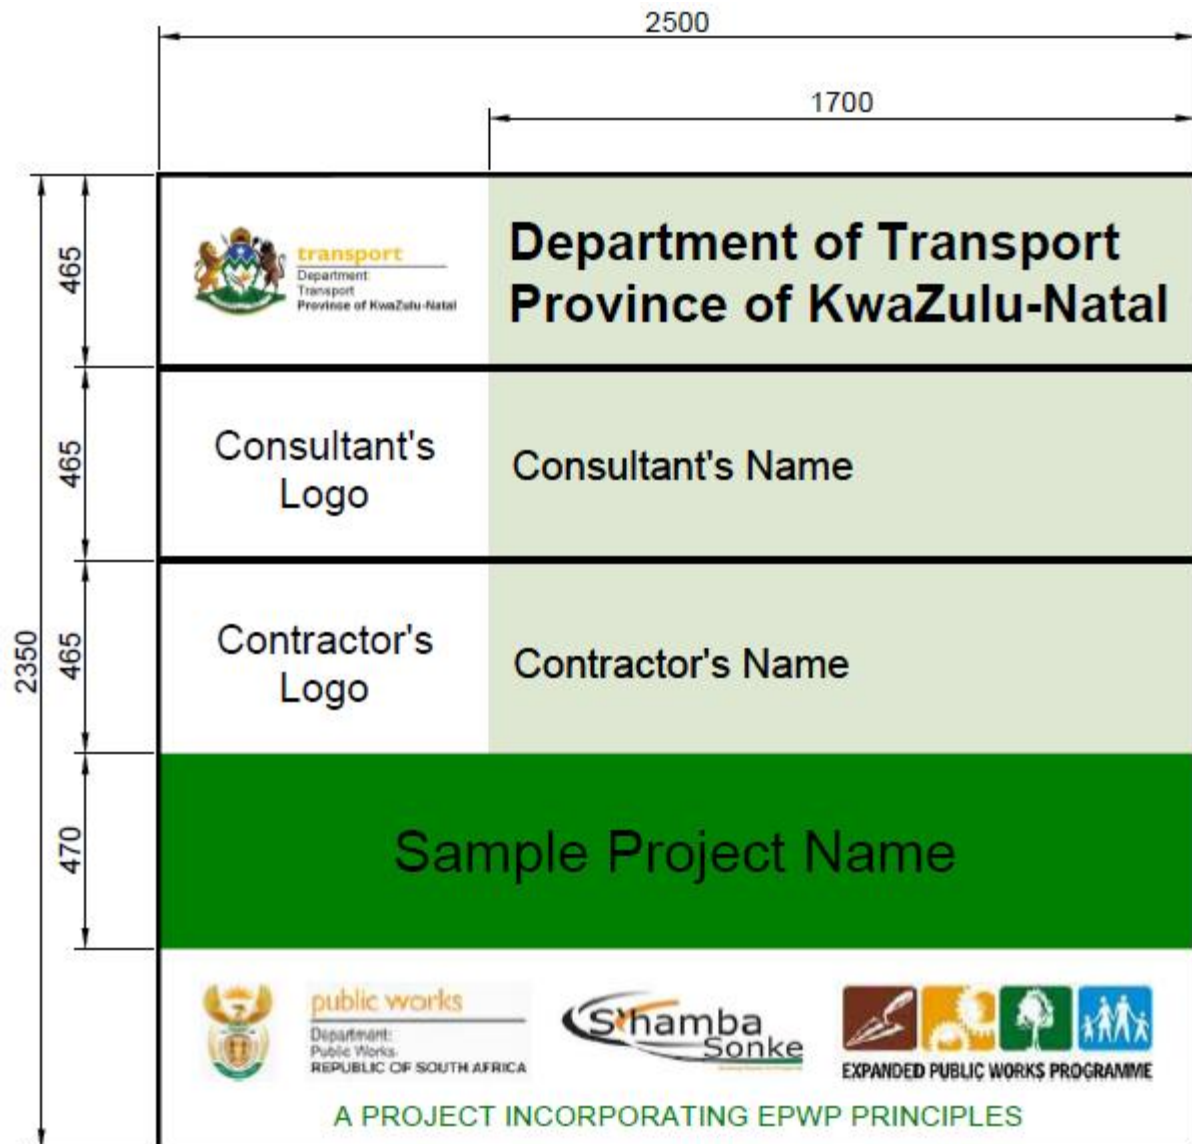 2500
1700
465
transport
Department:
Transport
Province of KwaZulu-Natal
Department of Transport
Province of KwaZulu-Natal
465
Consultant's
Logo
Consultant's Name
2350
465
Contractor's
Logo
Contractor's Name
470
Sample Project Name
public works
Department:
Public Works
REPUBLIC OF SOUTH AFRICA
S'hamba
Sonke
EXPANDED PUBLIC WORKS PROGRAMME
A PROJECT INCORPORATING EPWP PRINCIPLES